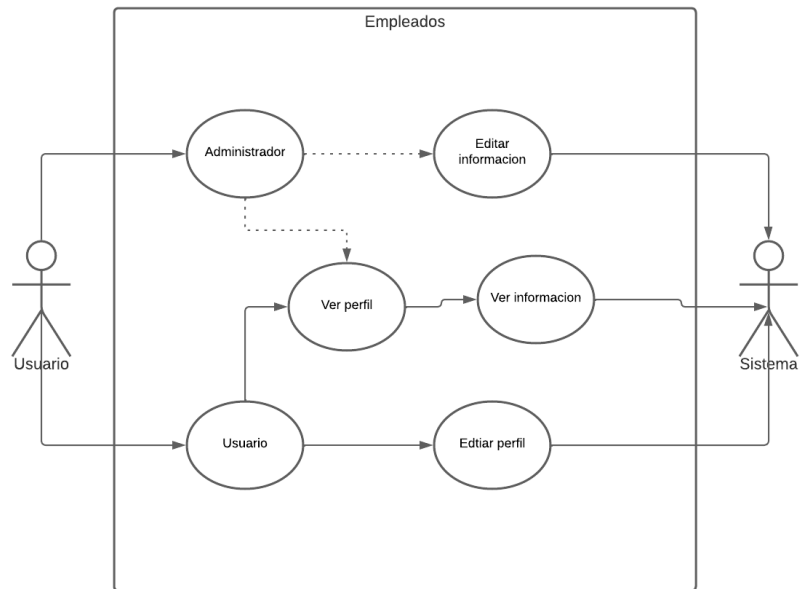 Empleados
Administrador
Editar
informacion
Ver perfil
Ver informacion
Usuario
Sistema
Usuario
Edtiar perfil